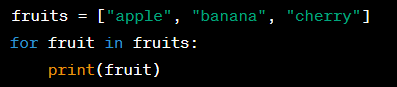 fruits = ["apple", "banana", "cherry"]
for fruit in fruits:
    print(fruit)